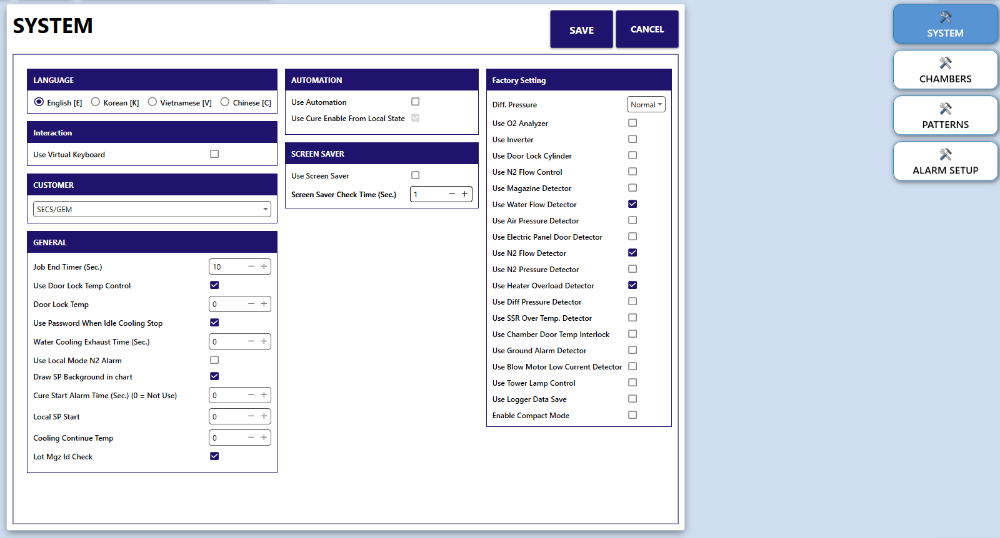 SYSTEM
SAVE
CANCEL
LANGUAGE
English [E]
Korean [K]
Vietnamese [V]
Chinese [C]
Interaction
Use Virtual Keyboard
CUSTOMER
SECS/GEM
GENERAL
Job End Timer (Sec.)
10
Use Door Lock Temp Control
Door Lock Temp
0
Use Password When Idle Cooling Stop
Water Cooling Exhaust Time (Sec.)
0
Use Local Mode N2 Alarm
Draw SP Background in chart
Cure Start Alarm Time (Sec.) (0 = Not Use)
0
Local SP Start
0
Cooling Continue Temp
0
Lot Mgz Id Check
AUTOMATION
Use Automation
Use Cure Enable From Local State
SCREEN SAVER
Use Screen Saver
Screen Saver Check Time (Sec.)
1
Factory Setting
Diff. Pressure
Normal
Use O2 Analyzer
Use Inverter
Use Door Lock Cylinder
Use N2 Flow Control
Use Magazine Detector
Use Water Flow Detector
Use Air Pressure Detector
Use Electric Panel Door Detector
Use N2 Flow Detector
Use N2 Pressure Detector
Use Heater Overload Detector
Use Diff Pressure Detector
Use SSR Over Temp. Detector
Use Chamber Door Temp Interlock
Use Ground Alarm Detector
Use Blow Motor Low Current Detector
Use Tower Lamp Control
Use Logger Data Save
Enable Compact Mode
SYSTEM
CHAMBERS
PATTERNS
ALARM SETUP